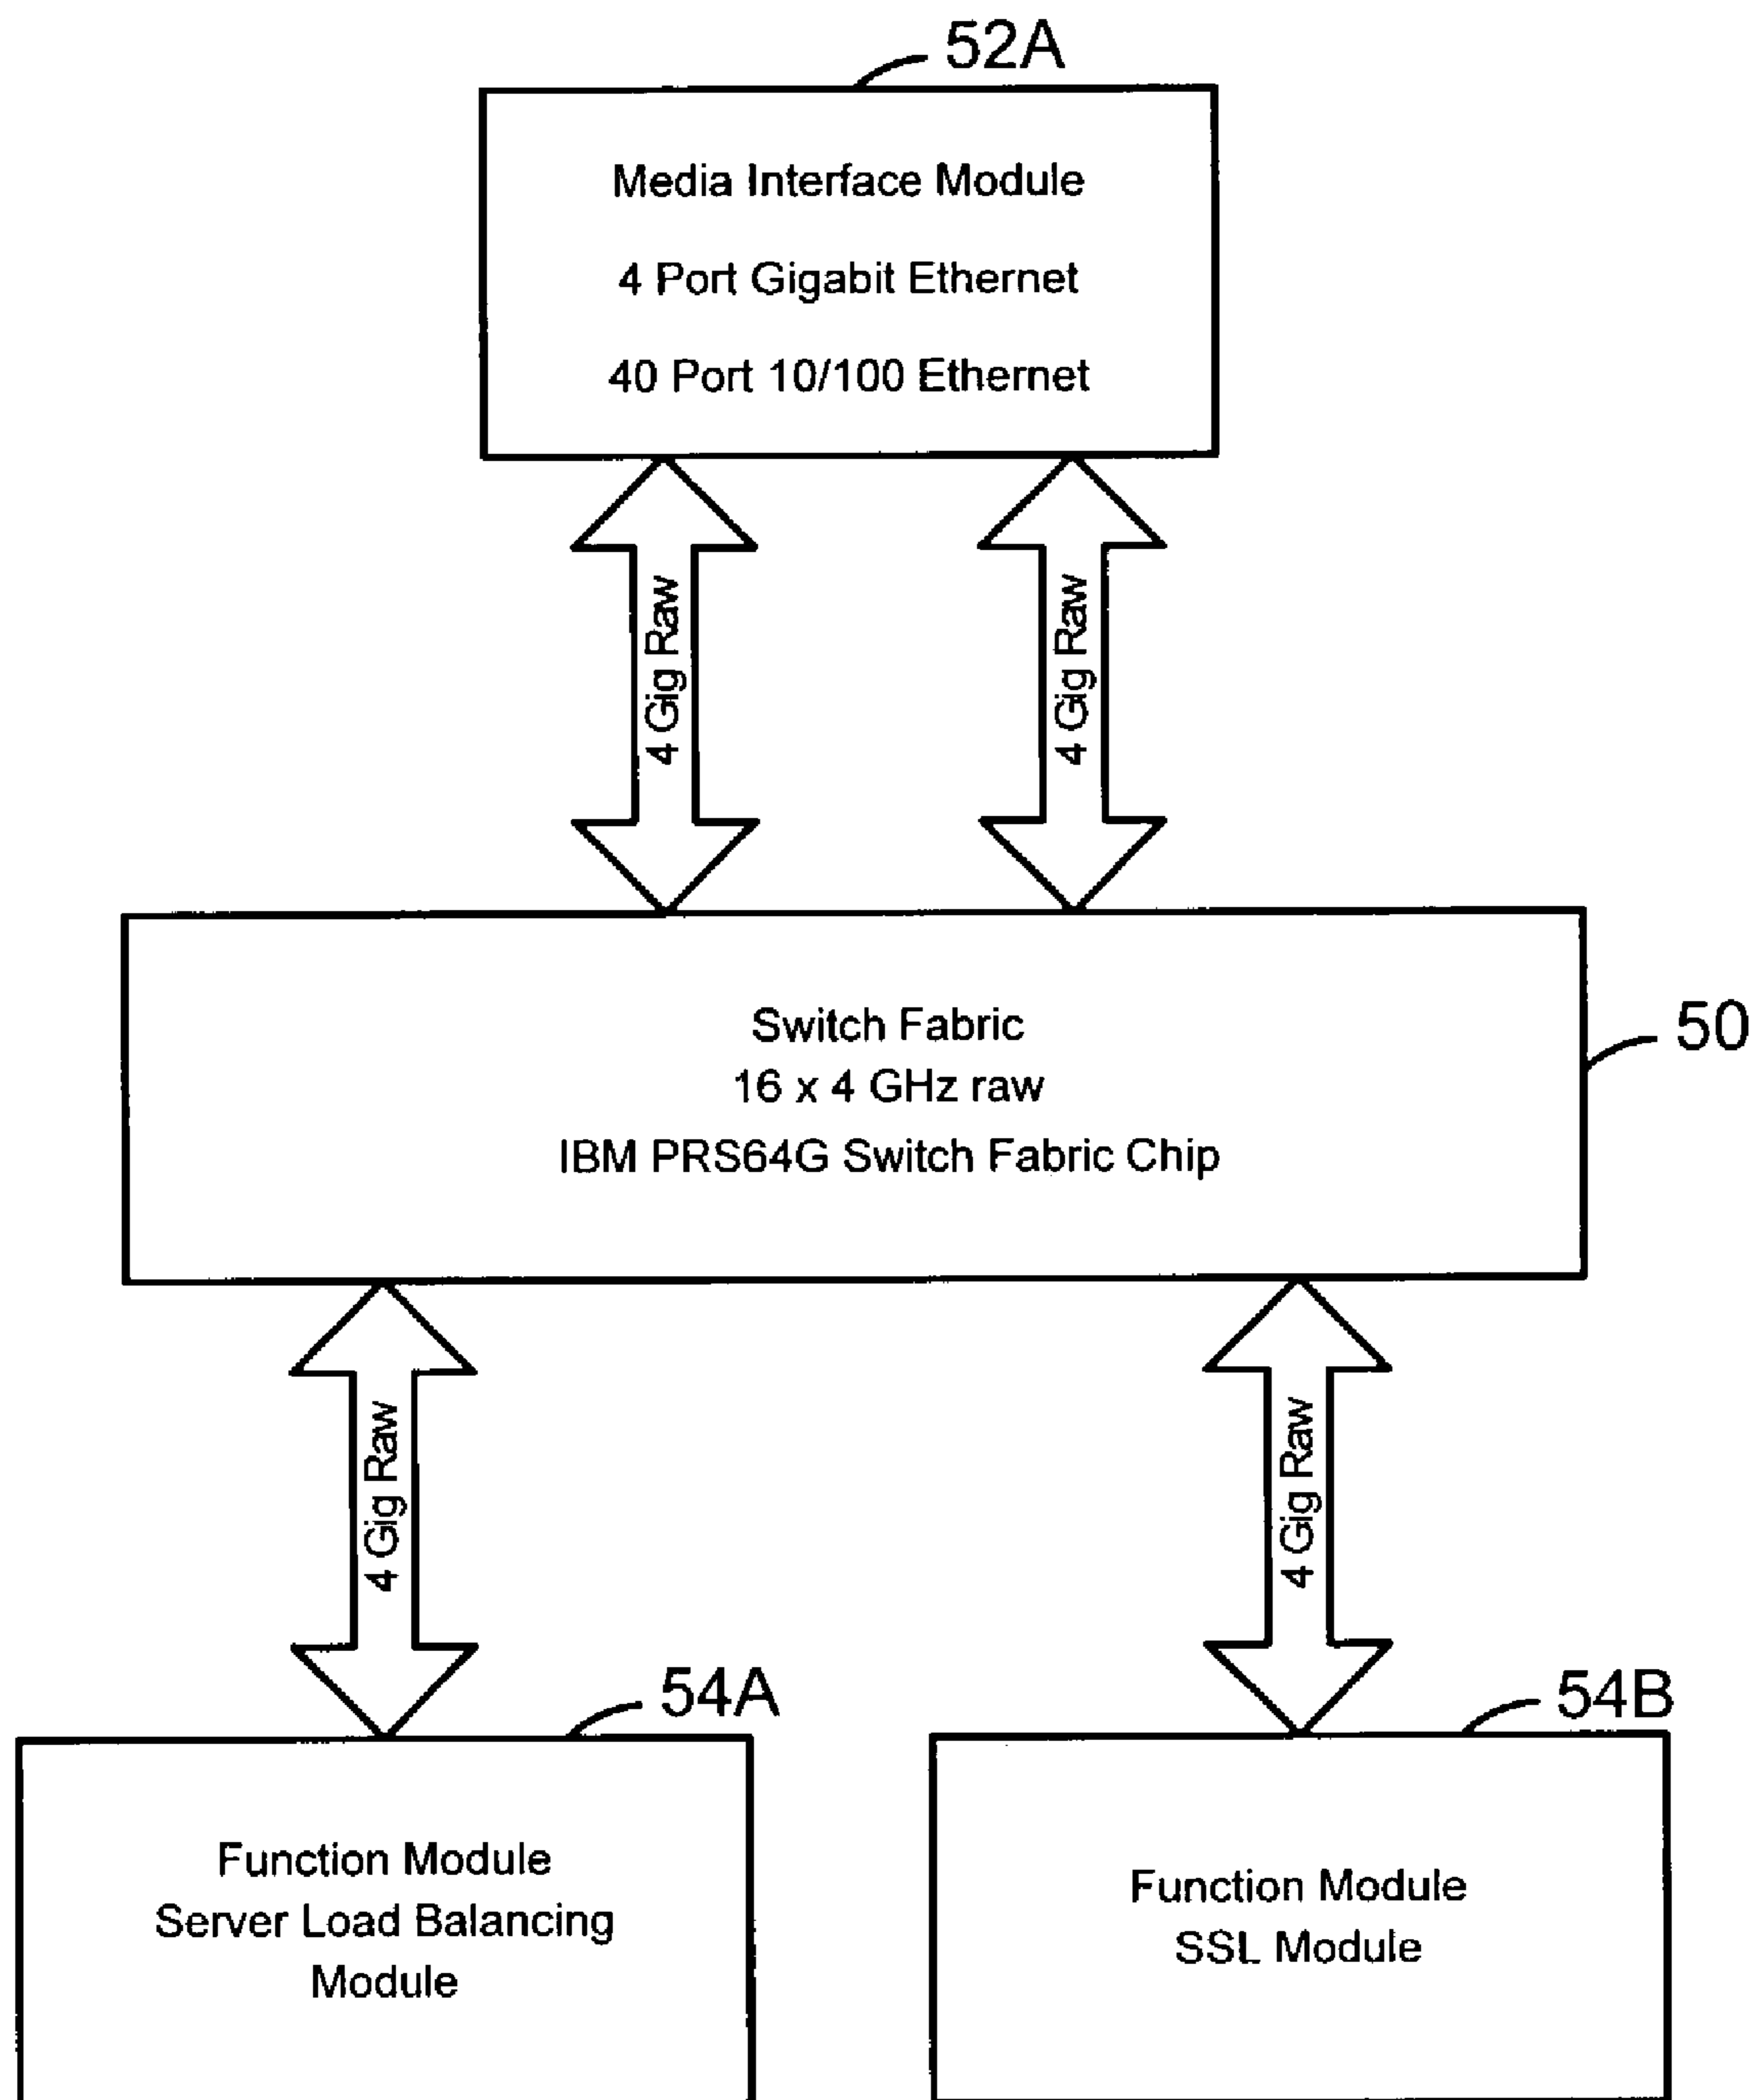 52A
Media Interface Module
4 Port Gigabit Ethernet
40 Port 10/100 Ethernet
4 Gig Raw
4 Gig Raw
Switch Fabric
16 x 4 GHz raw
IBM PRS64G Switch Fabric Chip
50
4 Gig Raw
4 Gig Raw
54A
54B
Function Module
Server Load Balancing
Module
Function Module
SSL Module